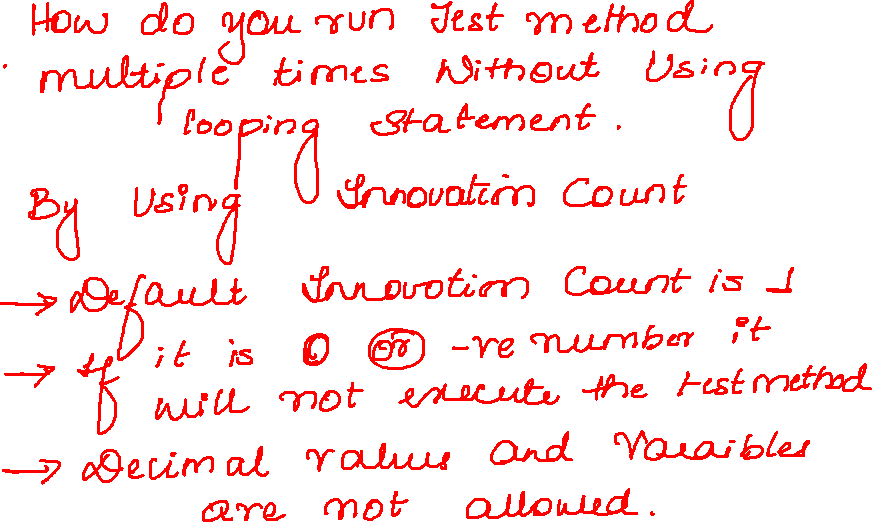 How do you run Test method
multiple times Without Using
looping Statement.
By Using Innovation Count
→ Default Innovotion Count is 1
→ If it is 0 or -ve number it
will not execute the test method
→ Decimal values and Varaibles
are not allowed.